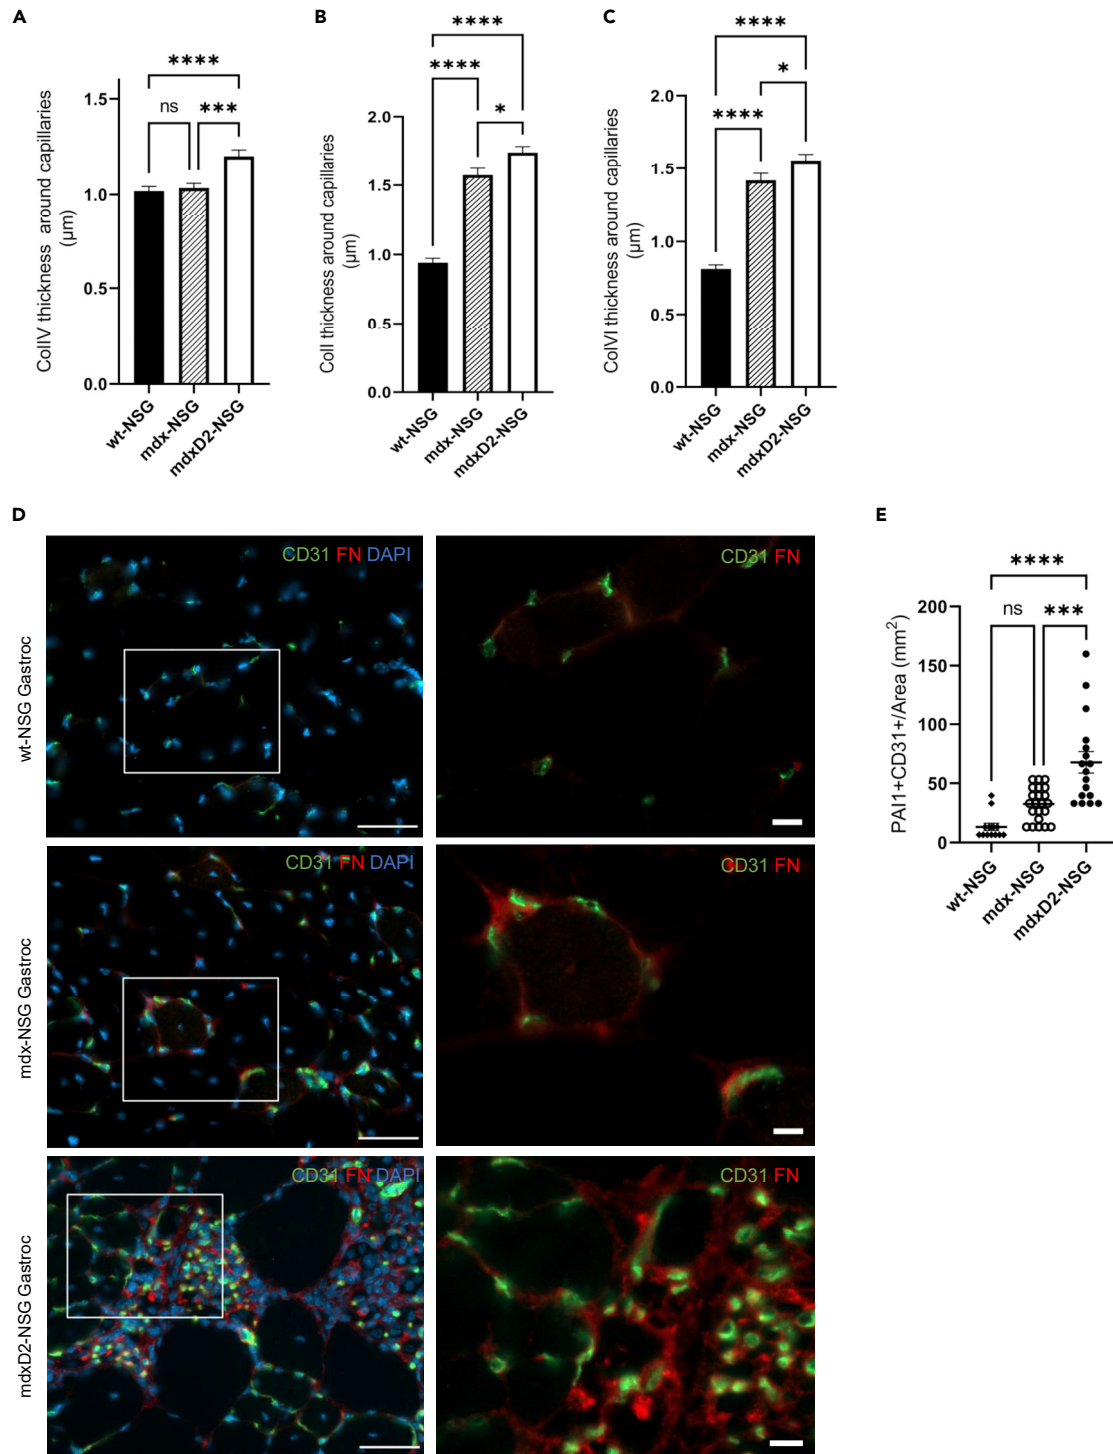 A
ColIV thickness around capillaries
(µm)
1.5
1.0
0.5
0.0
****
ns
***
wt-NSG
mdx-NSG
mdxD2-NSG
B
ColI thickness around capillaries
(µm)
2.0
1.5
1.0
0.5
0.0
****
****
*
wt-NSG
mdx-NSG
mdxD2-NSG
C
ColVI thickness around capillaries
(µm)
2.0
1.5
1.0
0.5
0.0
****
*
****
wt-NSG
mdx-NSG
mdxD2-NSG
D
wt-NSG Gastroc
CD31 FN DAPI
CD31 FN
mdx-NSG Gastroc
CD31 FN DAPI
CD31 FN
mdxD2-NSG Gastroc
CD31 FN DAPI
CD31 FN
E
PAI1+CD31+/Area (mm²)
200
150
100
50
0
****
ns
***
wt-NSG
mdx-NSG
mdxD2-NSG